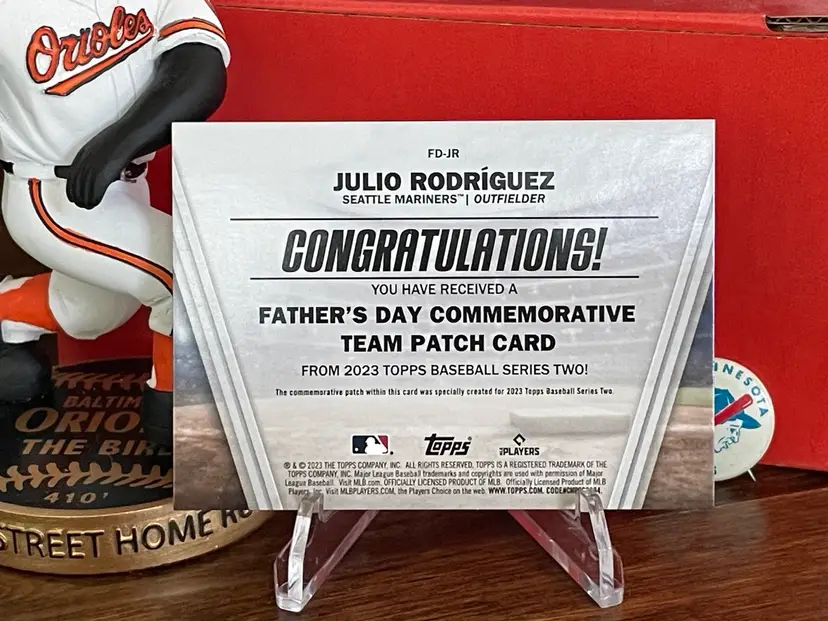 Orioles
FD-JR
JULIO RODRÍGUEZ
SEATTLE MARINERS™ | OUTFIELDER
CONGRATULATIONS!
YOU HAVE RECEIVED A
FATHER'S DAY COMMEMORATIVE
TEAM PATCH CARD
FROM 2023 TOPPS BASEBALL SERIES TWO!
The commemorative patch within this card was specially created for 2023 Topps Baseball Series Two.
topps
PLAYERS
® & © 2023 THE TOPPS COMPANY, INC. ALL RIGHTS RESERVED. TOPPS IS A REGISTERED TRADEMARK OF THE
TOPPS COMPANY, INC. Major League Baseball trademarks and copyrights are used with permission of Major
League Baseball. Visit MLB.com. OFFICIALLY LICENSED PRODUCT OF MLB. Officially Licensed Product of MLB
Players, Inc. Visit MLBPLAYERS.COM, the Players Choice on the web. WWW.TOPPS.COM.
BALTIM
ORIO
THE BIR
410'
STREET HOME RU
INESOTA